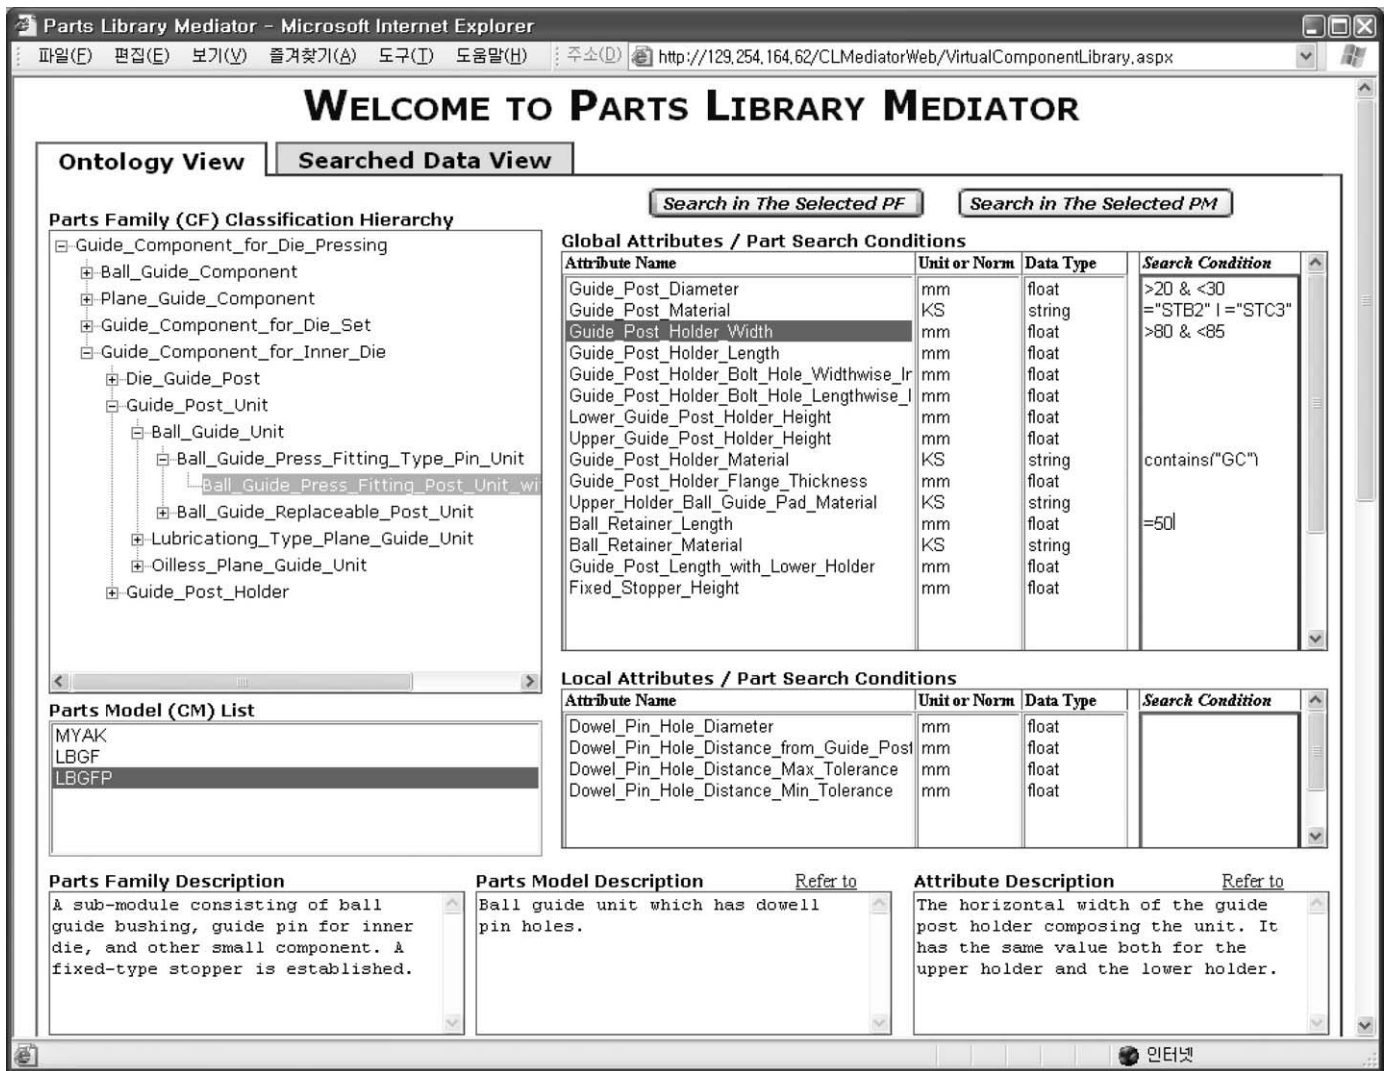 Parts Library Mediator - Microsoft Internet Explorer
파일(F) 편집(E) 보기(V) 즐겨찾기(A) 도구(T) 도움말(H) 주소(D) http://129,254,164,62/CLMediatorWeb/VirtualComponentLibrary,aspx
WELCOME TO PARTS LIBRARY MEDIATOR
Ontology View Searched Data View
Search in The Selected PF Search in The Selected PM
Parts Family (CF) Classification Hierarchy
Guide_Component_for_Die_Pressing
Ball_Guide_Component
Plane_Guide_Component
Guide_Component_for_Die_Set
Guide_Component_for_Inner_Die
Die_Guide_Post
Guide_Post_Unit
Ball_Guide_Unit
Ball_Guide_Press_Fitting_Type_Pin_Unit
Ball_Guide_Press_Fitting_Post_Unit_wi
Ball_Guide_Replaceable_Post_Unit
Lubricationg_Type_Plane_Guide_Unit
Oilless_Plane_Guide_Unit
Guide_Post_Holder
Global Attributes / Part Search Conditions
Attribute Name Unit or Norm Data Type Search Condition
Guide_Post_Diameter mm float >20 & <30
Guide_Post_Material KS string ="STB2" | ="STC3"
Guide_Post_Holder_Width mm float >80 & <85
Guide_Post_Holder_Length mm float
Guide_Post_Holder_Bolt_Hole_Widthwise_Ir mm float
Guide_Post_Holder_Bolt_Hole_Lengthwise_I mm float
Lower_Guide_Post_Holder_Height mm float
Upper_Guide_Post_Holder_Height mm float
Guide_Post_Holder_Material KS string contains("GC")
Guide_Post_Holder_Flange_Thickness mm float
Upper_Holder_Ball_Guide_Pad_Material KS string
Ball_Retainer_Length mm float =50
Ball_Retainer_Material KS string
Guide_Post_Length_with_Lower_Holder mm float
Fixed_Stopper_Height mm float
Parts Model (CM) List
MYAK
LBGF
LBGFP
Local Attributes / Part Search Conditions
Attribute Name Unit or Norm Data Type Search Condition
Dowel_Pin_Hole_Diameter mm float
Dowel_Pin_Hole_Distance_from_Guide_Post mm float
Dowel_Pin_Hole_Distance_Max_Tolerance mm float
Dowel_Pin_Hole_Distance_Min_Tolerance mm float
Parts Family Description
A sub-module consisting of ball
guide bushing, guide pin for inner
die, and other small component. A
fixed-type stopper is established.
Parts Model Description Refer to
Ball guide unit which has dowell
pin holes.
Attribute Description Refer to
The horizontal width of the guide
post holder composing the unit. It
has the same value both for the
upper holder and the lower holder.
인터넷